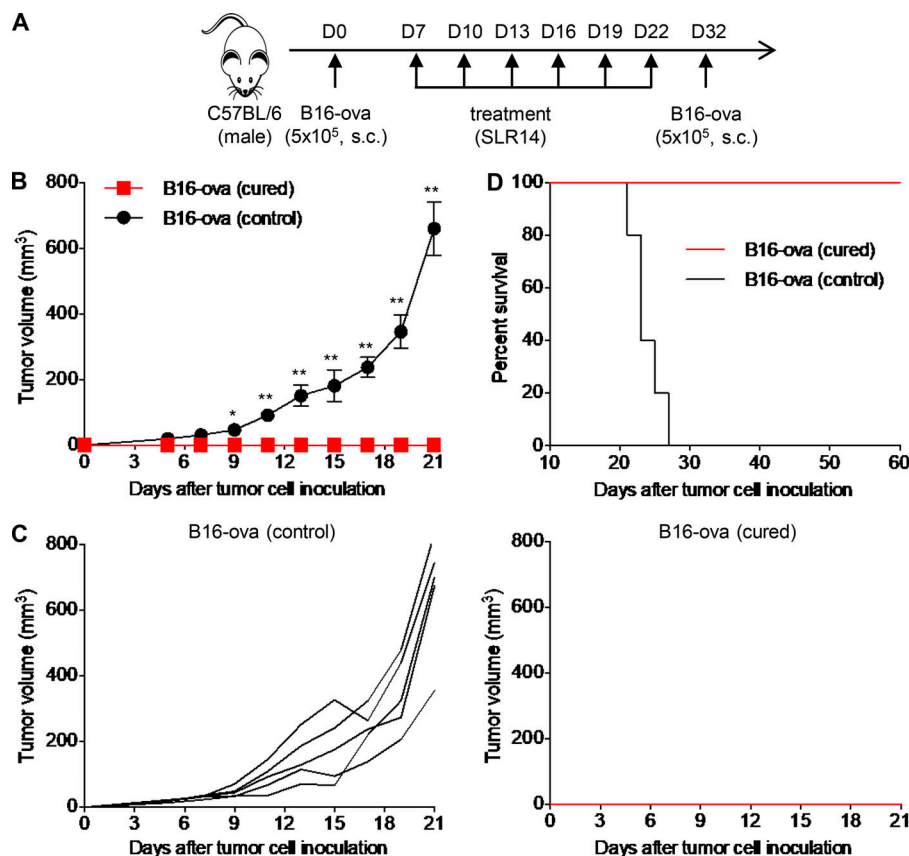 A
D0 D7 D10 D13 D16 D19 D22 D32
C57BL/6
(male)
B16-ova
(5x10⁵, s.c.)
treatment
(SLR14)
B16-ova
(5x10⁵, s.c.)
B
B16-ova (cured)
B16-ova (control)
Tumor volume (mm³)
800
600
400
200
0
* ** ** ** ** ** **
0 3 6 9 12 15 18 21
Days after tumor cell inoculation
D
Percent survival
100
80
60
40
20
0
B16-ova (cured)
B16-ova (control)
10 20 30 40 50 60
Days after tumor cell inoculation
C
B16-ova (control)
Tumor volume (mm³)
800
600
400
200
0
0 3 6 9 12 15 18 21
Days after tumor cell inoculation
B16-ova (cured)
Tumor volume (mm³)
800
600
400
200
0
0 3 6 9 12 15 18 21
Days after tumor cell inoculation